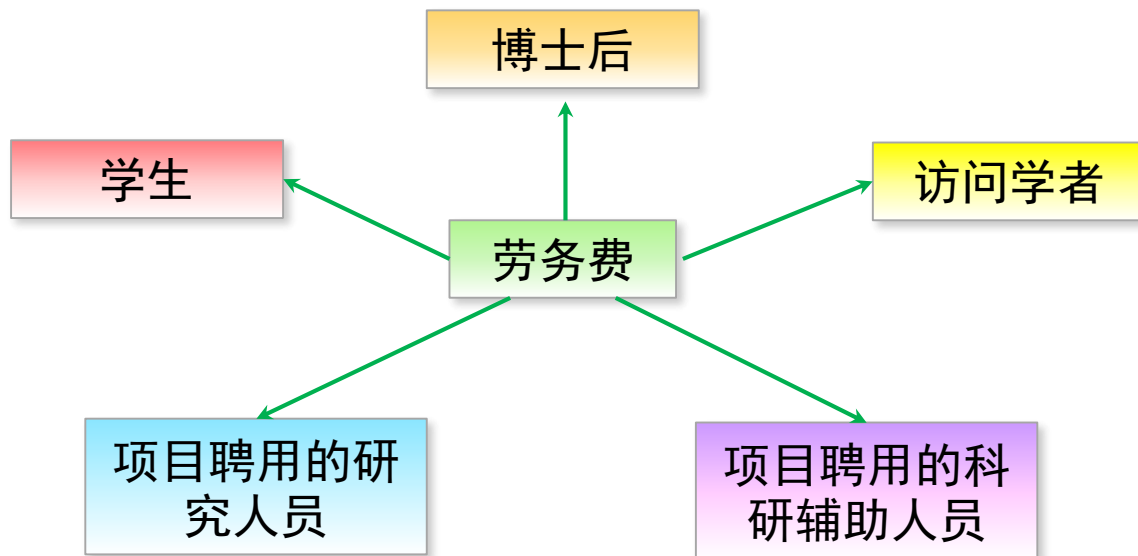 博士后
学生
访问学者
劳务费
项目聘用的研
究人员
项目聘用的科
研辅助人员